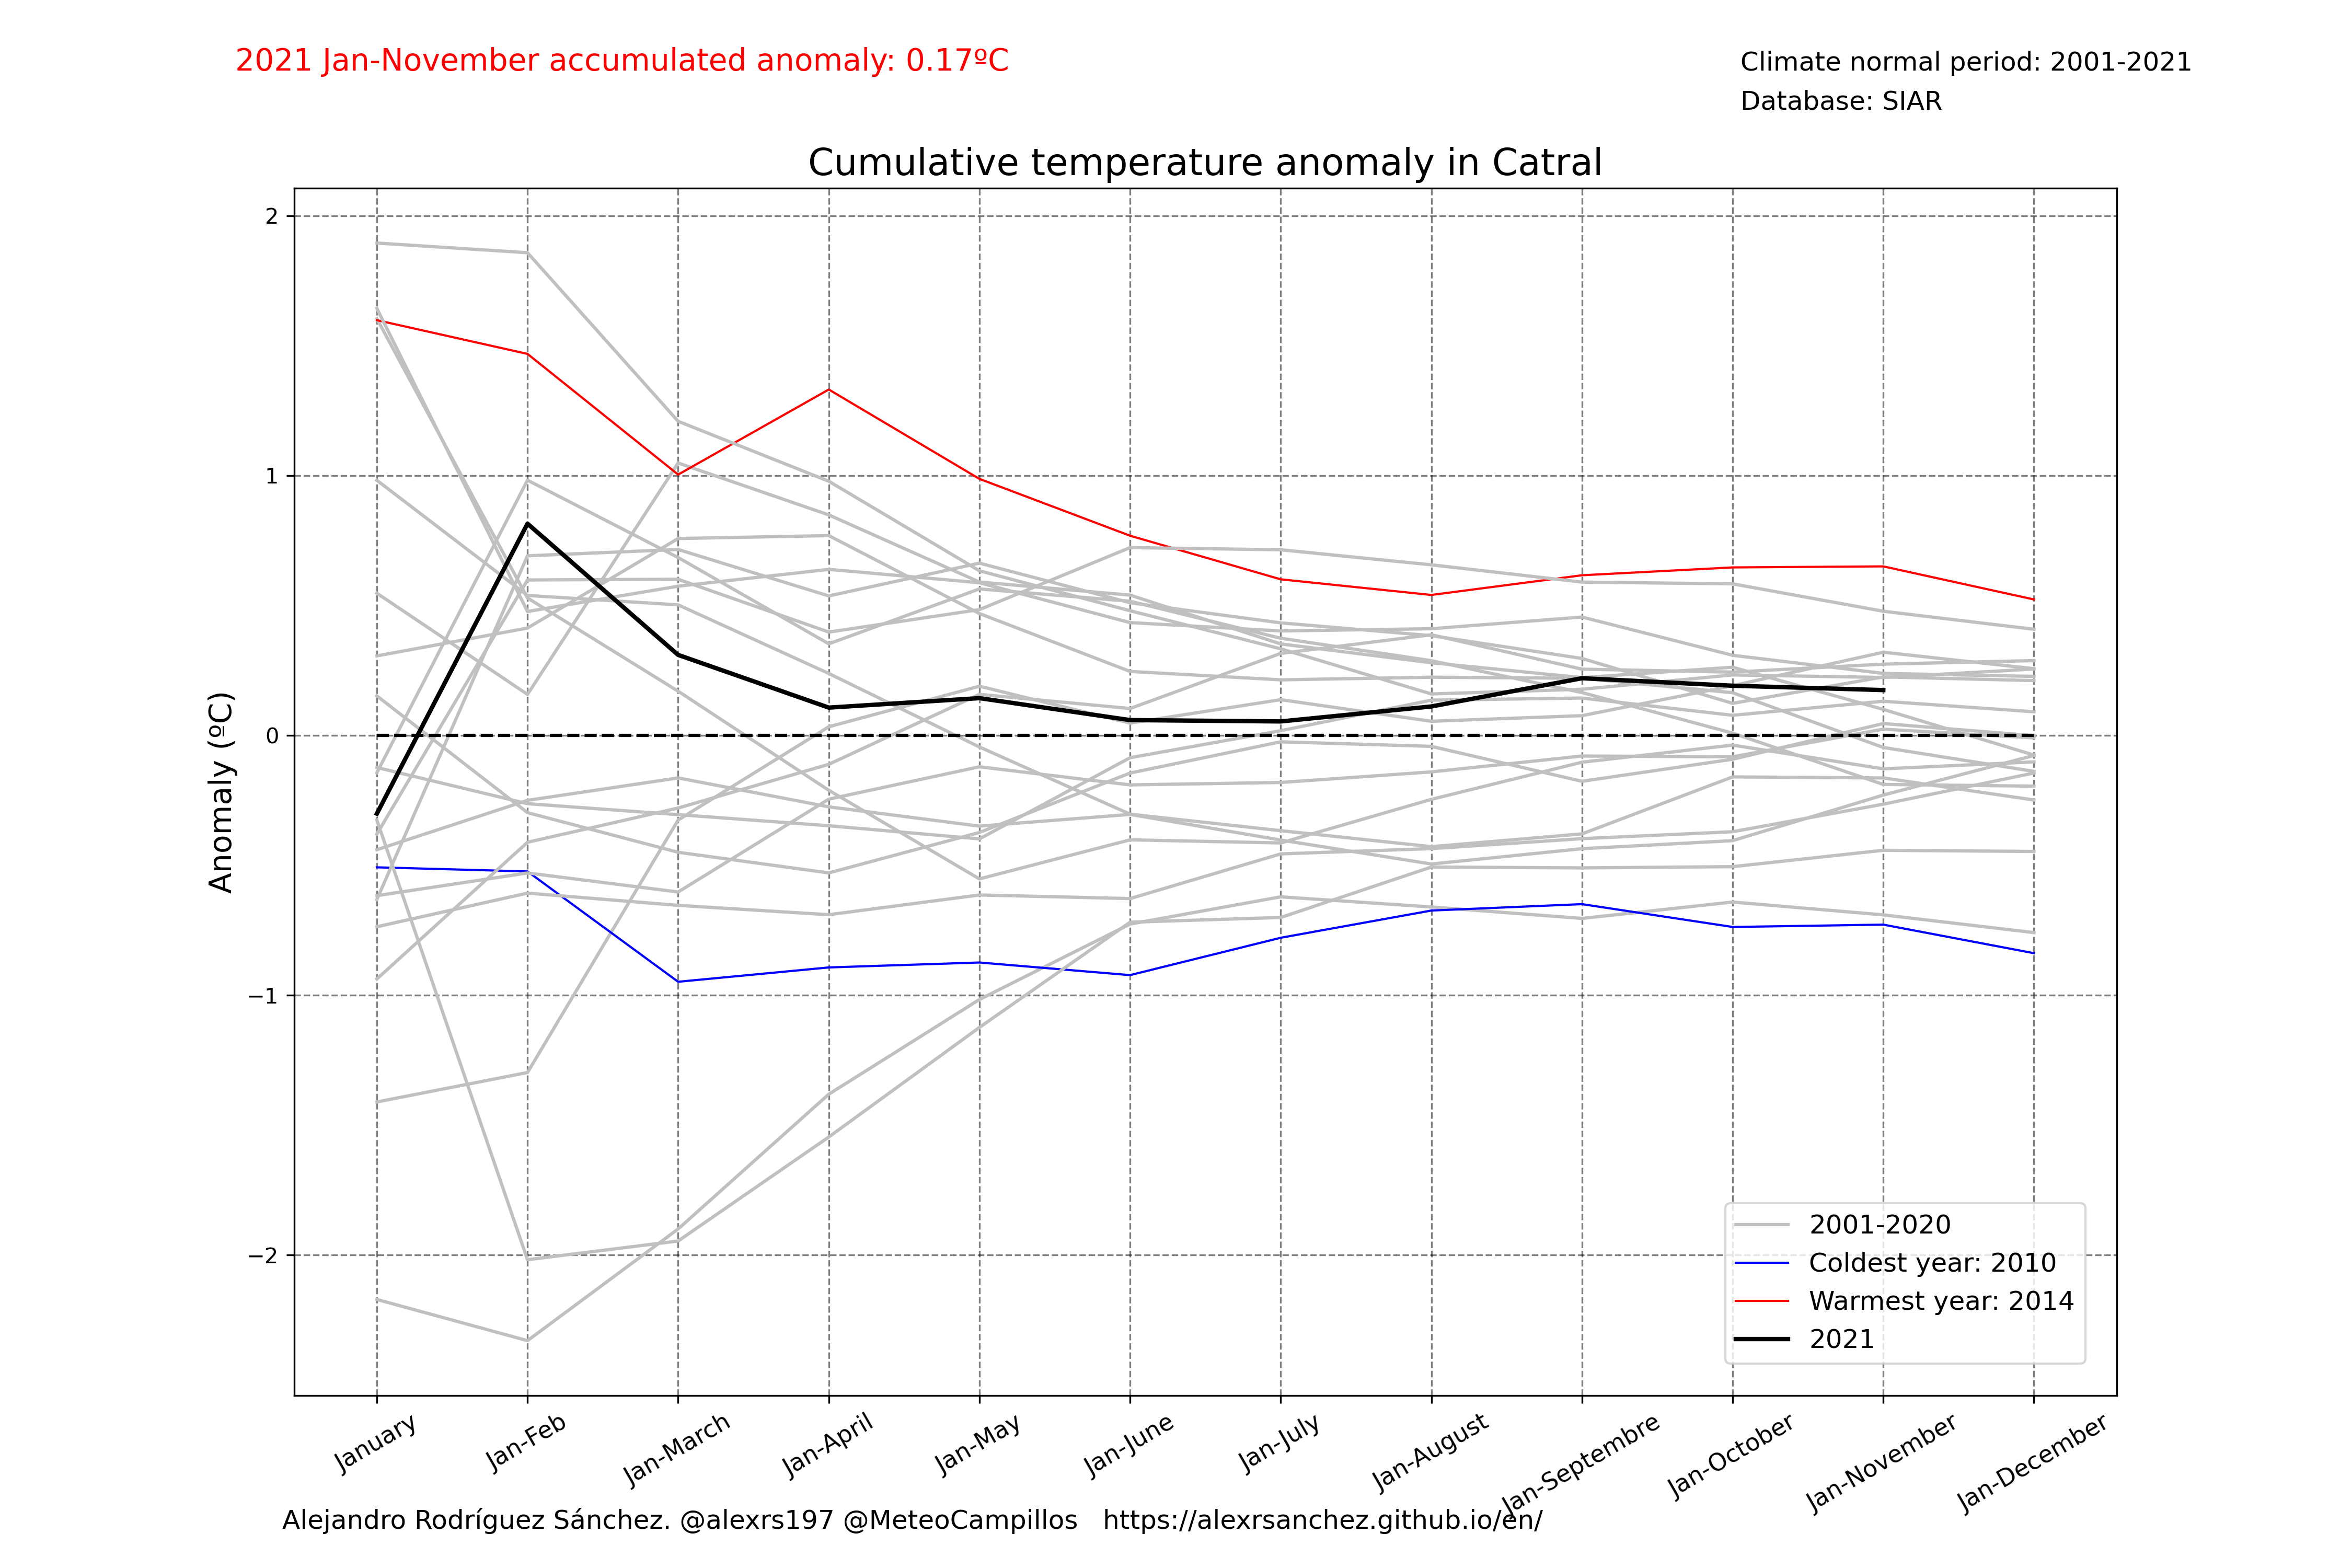 2021 Jan-November accumulated anomaly: 0.17ºC
Climate normal period: 2001-2021
Database: SIAR
Cumulative temperature anomaly in Catral
Anomaly (ºC)
2
1
0
−1
−2
2001-2020
Coldest year: 2010
Warmest year: 2014
2021
January
Jan-Feb
Jan-March
Jan-April
Jan-May
Jan-June
Jan-July
Jan-August
Jan-Septembre
Jan-October
Jan-November
Jan-December
Alejandro Rodríguez Sánchez. @alexrs197 @MeteoCampillos https://alexrsanchez.github.io/en/